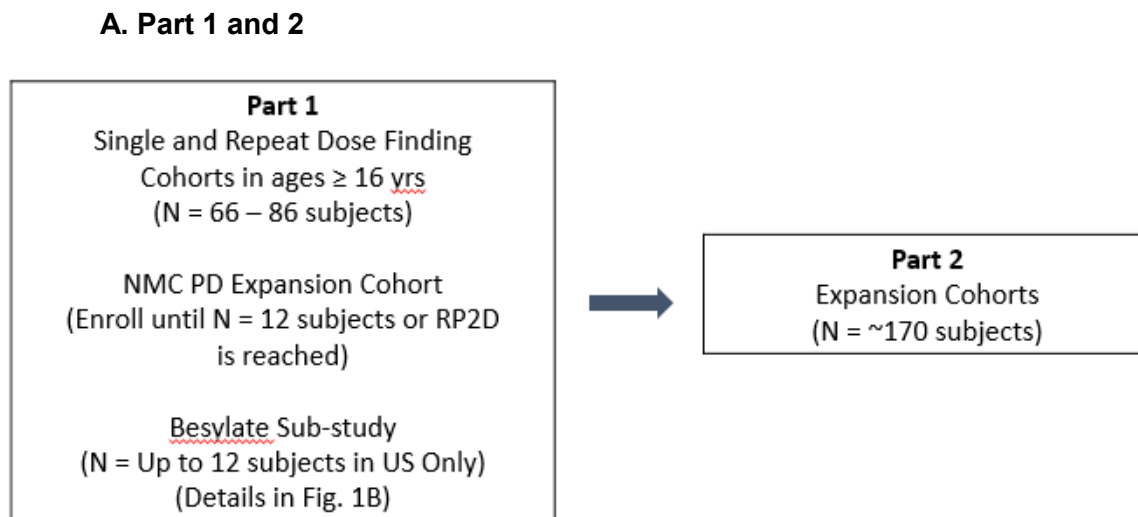 A. Part 1 and 2
Part 1
Single and Repeat Dose Finding
Cohorts in ages ≥ 16 yrs
(N = 66 – 86 subjects)
NMC PD Expansion Cohort
(Enroll until N = 12 subjects or RP2D
is reached)
Besylate Sub-study
(N = Up to 12 subjects in US Only)
(Details in Fig. 1B)
Part 2
Expansion Cohorts
(N = ~170 subjects)